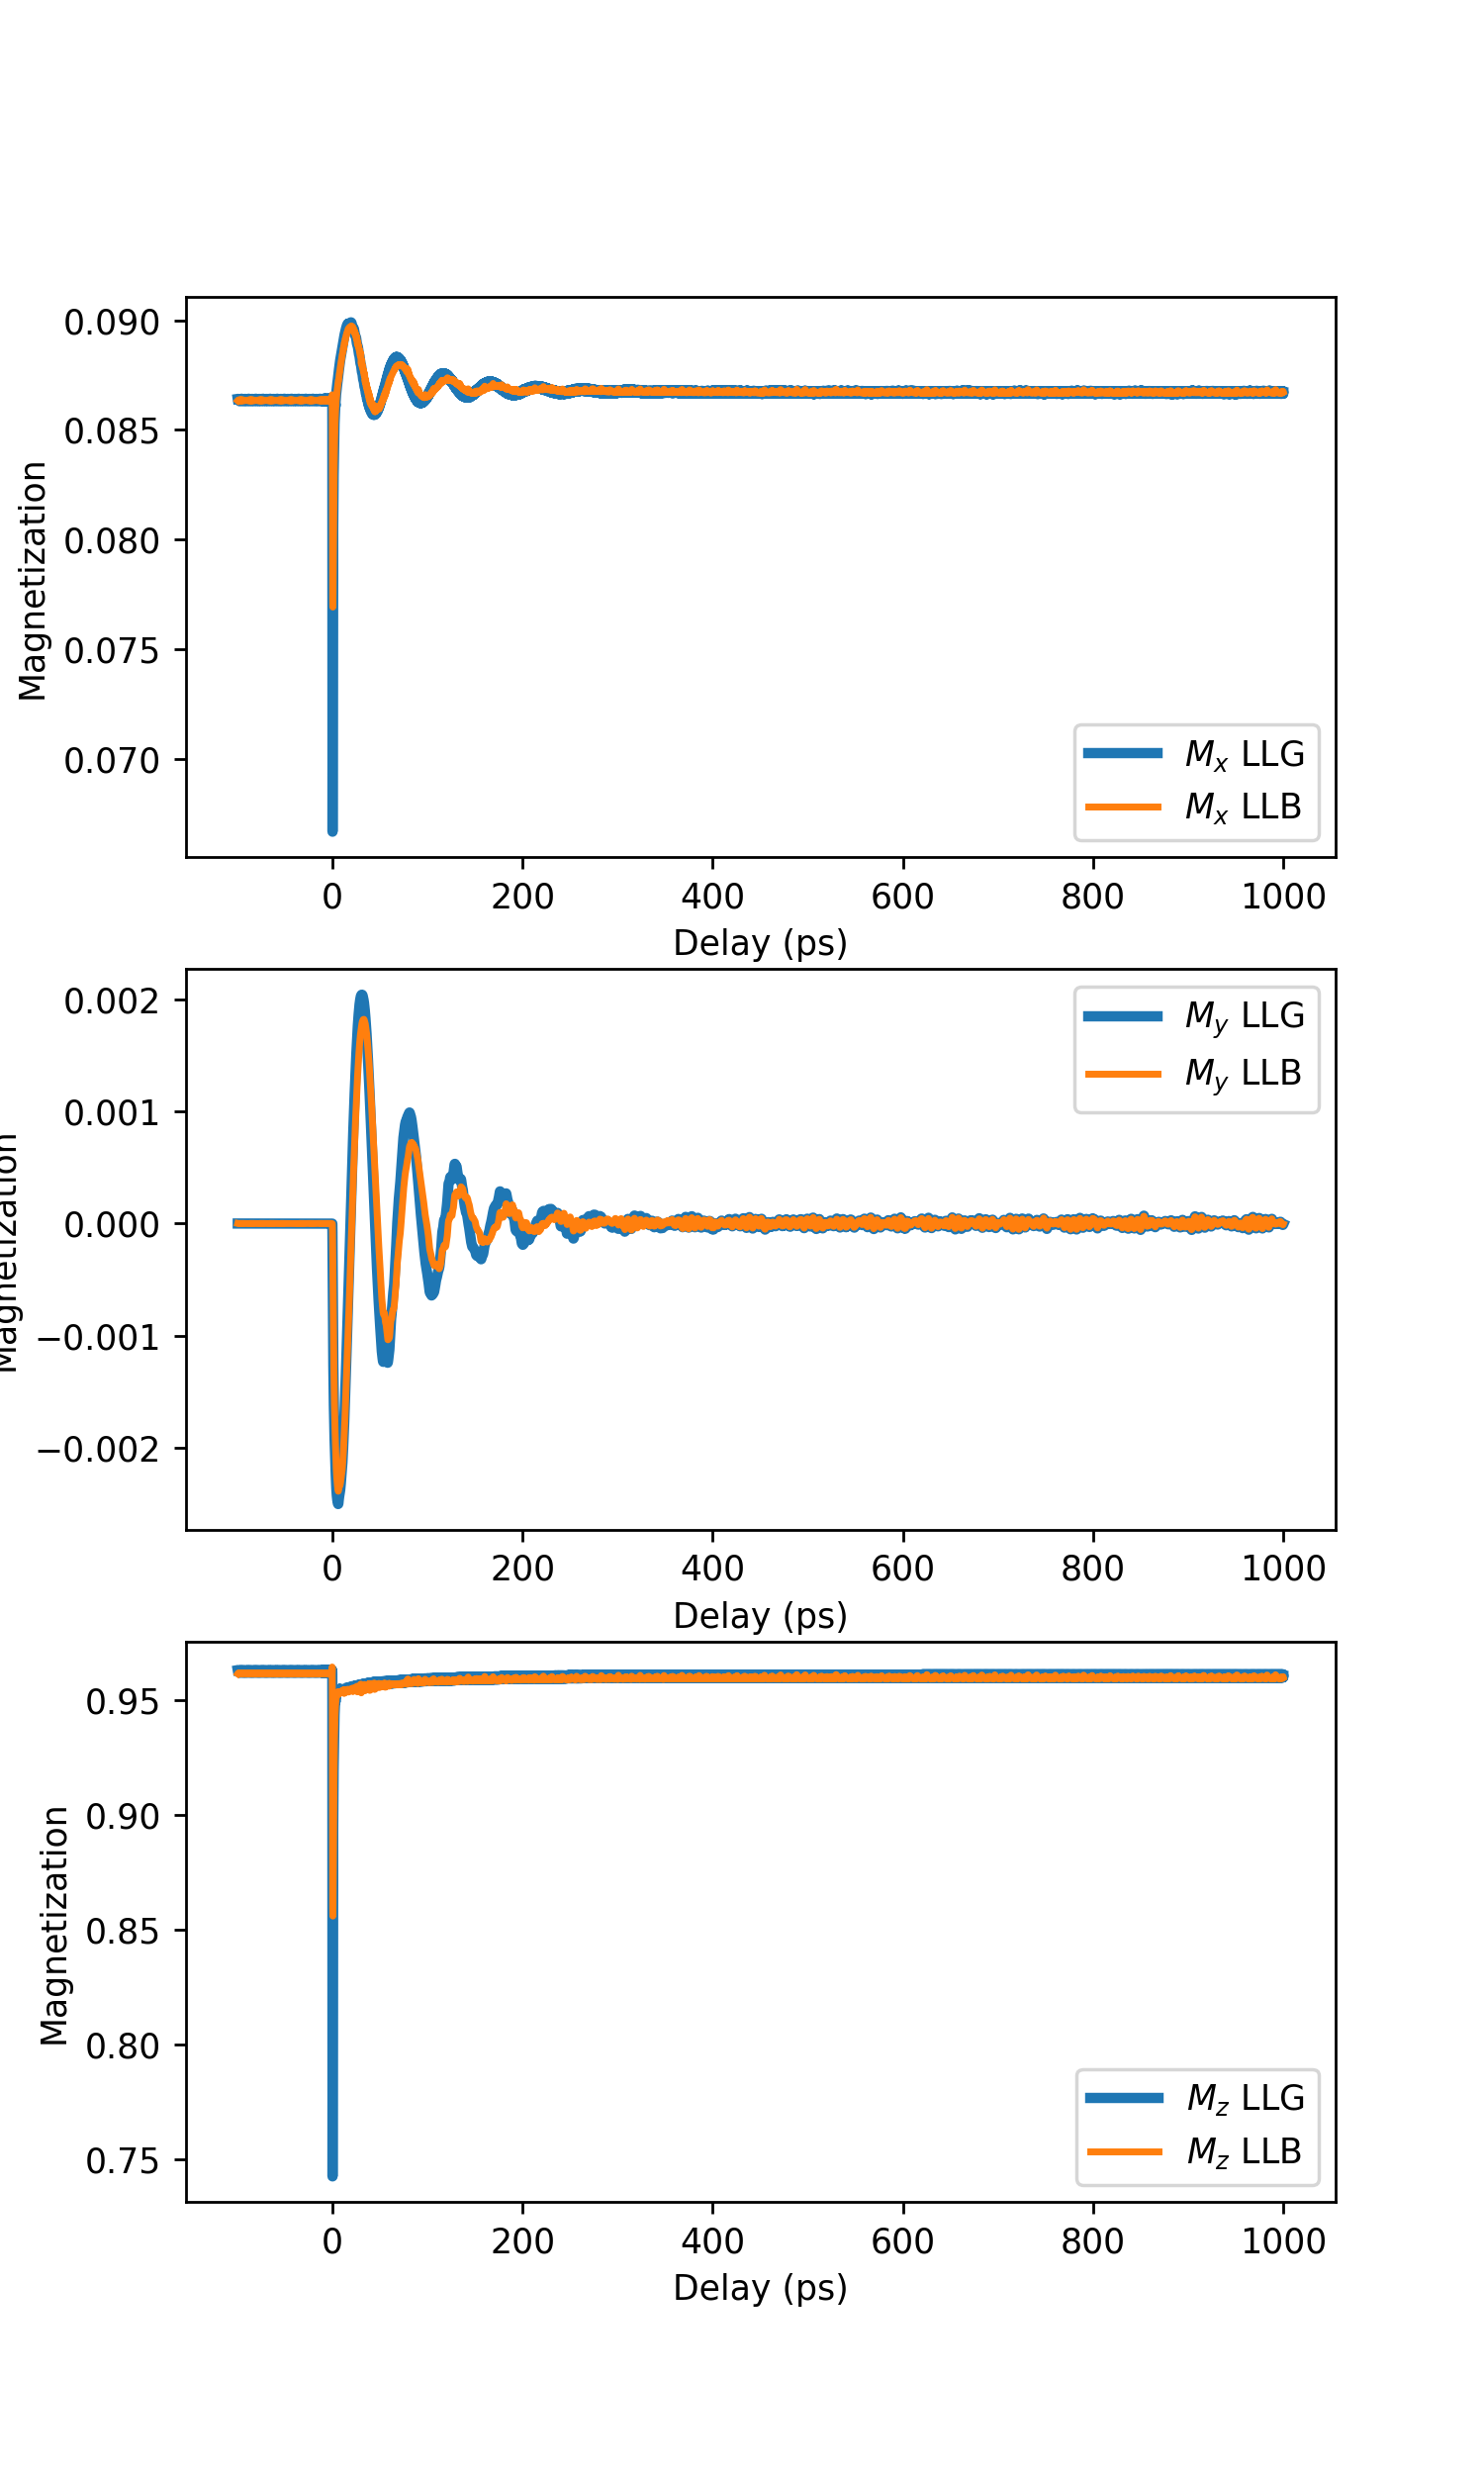 0.090
0.085
0.080
0.075
0.070
Magnetization
M_x LLG
M_x LLB
0 200 400 600 800 1000
Delay (ps)
0.002
0.001
0.000
−0.001
−0.002
Magnetization
M_y LLG
M_y LLB
0 200 400 600 800 1000
Delay (ps)
0.95
0.90
0.85
0.80
0.75
Magnetization
M_z LLG
M_z LLB
0 200 400 600 800 1000
Delay (ps)